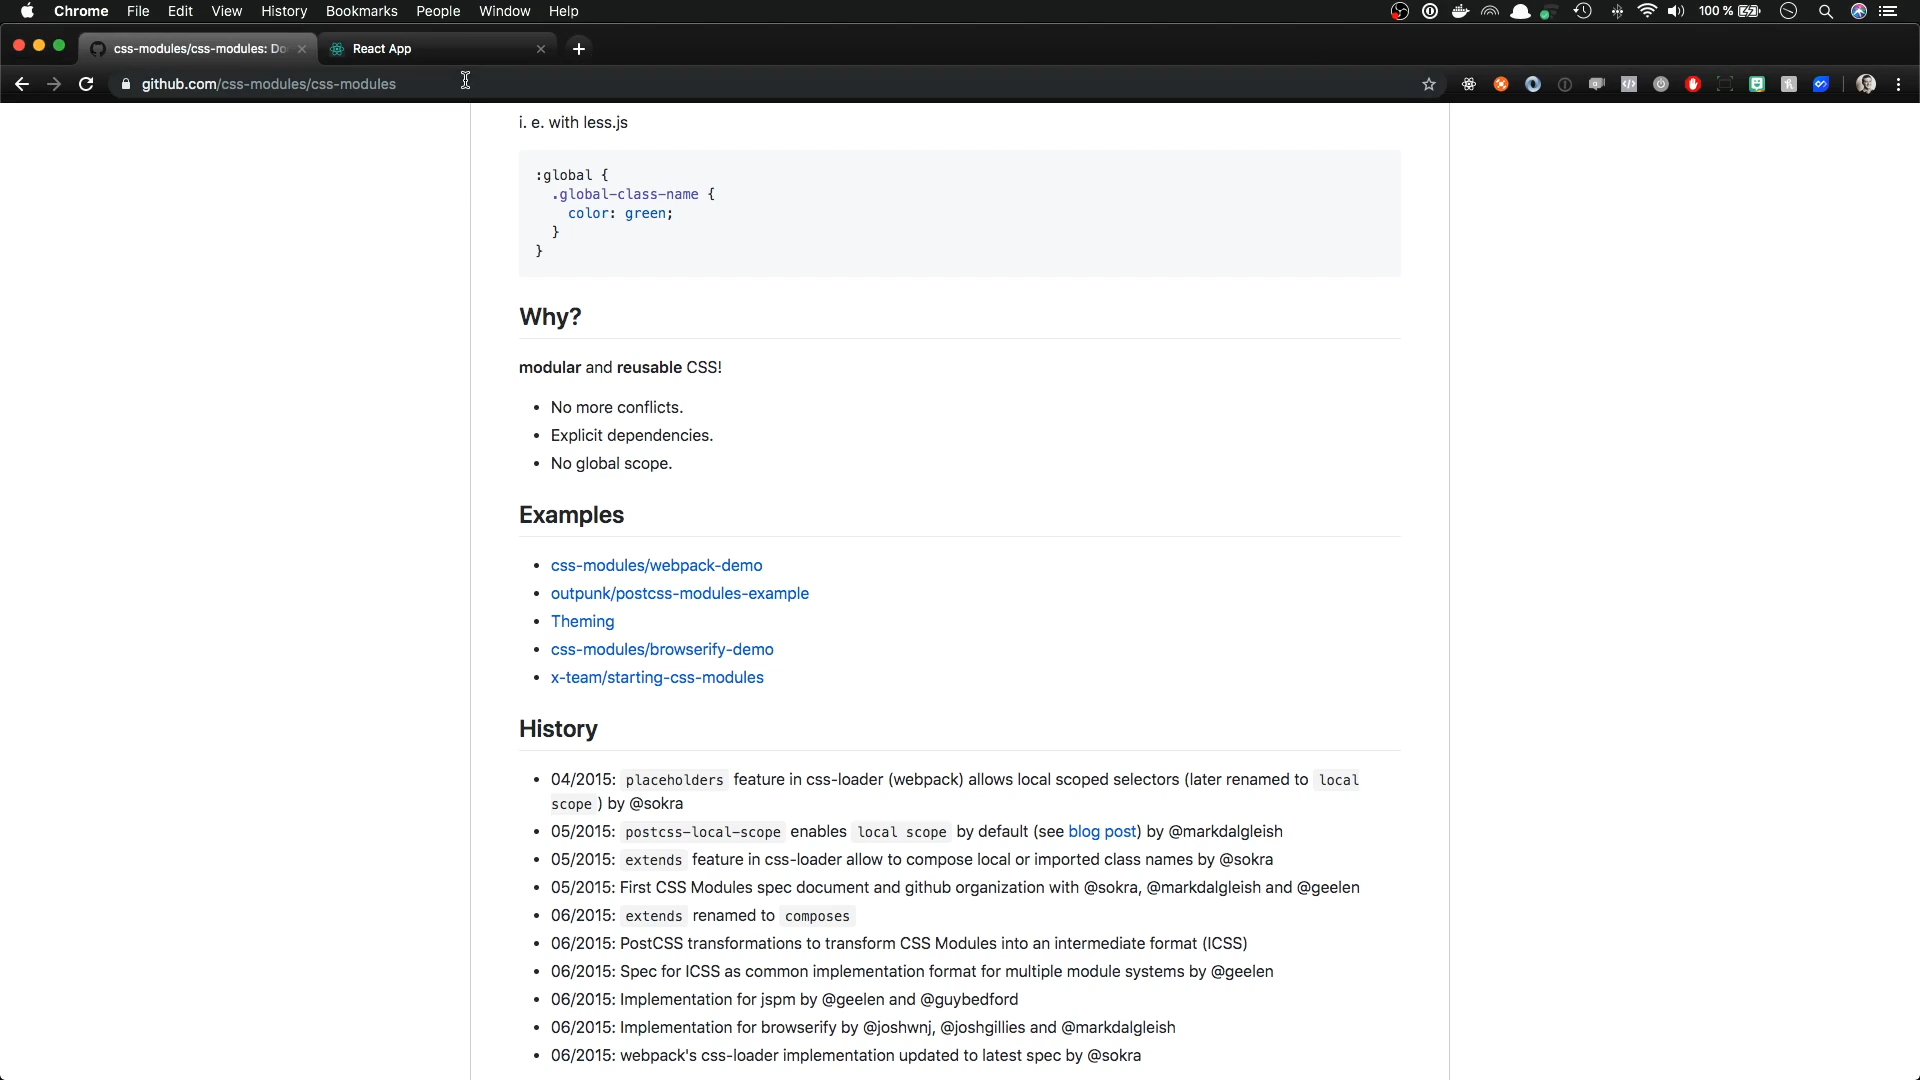 Chrome File Edit View History Bookmarks People Window Help 100 %
css-modules/css-modules: Do React App
github.com/css-modules/css-modules
i. e. with less.js
:global {
.global-class-name {
color: green;
}
}
Why?
modular and reusable CSS!
No more conflicts.
Explicit dependencies.
No global scope.
Examples
css-modules/webpack-demo
outpunk/postcss-modules-example
Theming
css-modules/browserify-demo
x-team/starting-css-modules
History
04/2015: placeholders feature in css-loader (webpack) allows local scoped selectors (later renamed to local
scope ) by @sokra
05/2015: postcss-local-scope enables local scope by default (see blog post) by @markdalgleish
05/2015: extends feature in css-loader allow to compose local or imported class names by @sokra
05/2015: First CSS Modules spec document and github organization with @sokra, @markdalgleish and @geelen
06/2015: extends renamed to composes
06/2015: PostCSS transformations to transform CSS Modules into an intermediate format (ICSS)
06/2015: Spec for ICSS as common implementation format for multiple module systems by @geelen
06/2015: Implementation for jspm by @geelen and @guybedford
06/2015: Implementation for browserify by @joshwnj, @joshgillies and @markdalgleish
06/2015: webpack's css-loader implementation updated to latest spec by @sokra